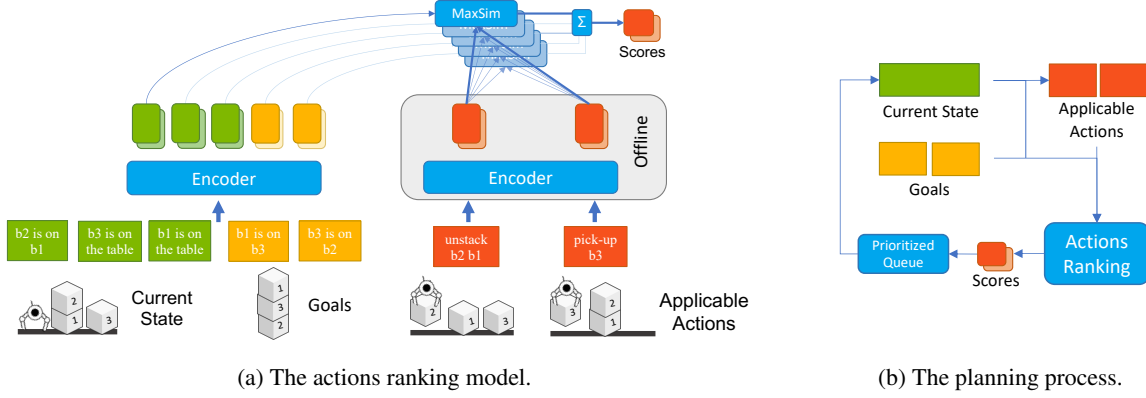 MaxSim
Σ
Scores
Encoder
Encoder
Offline
b2 is on
b1
b3 is on
the table
b1 is on
the table
b1 is on
b3
b3 is on
b2
unstack
b2 b1
pick-up
b3
2
1
3
Current
State
1
3
2
Goals
2
1
3
3
2
1
Applicable
Actions
(a) The actions ranking model.
Current State
Applicable
Actions
Goals
Prioritized
Queue
Scores
Actions
Ranking
(b) The planning process.